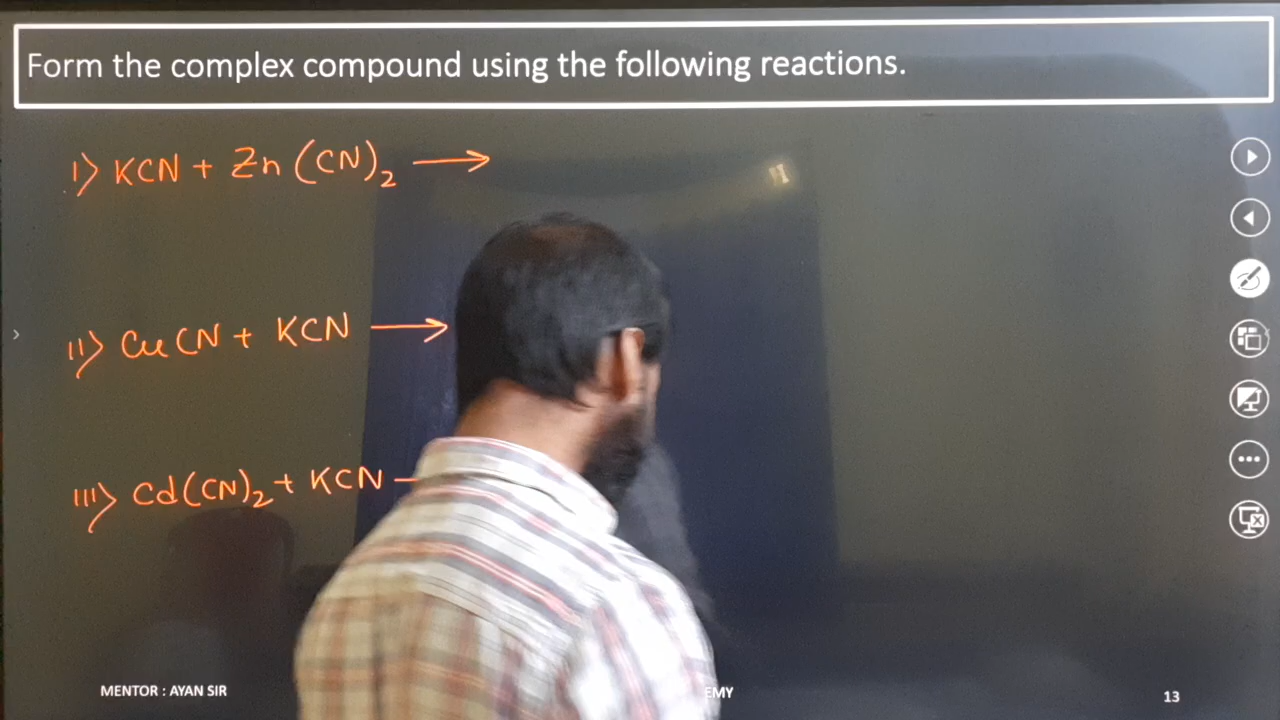 Form the complex compound using the following reactions.
I) KCN + Zn(CN)₂ ⟶
II) CuCN + KCN ⟶
III) Cd(CN)₂ + KCN —
MENTOR : AYAN SIR
13